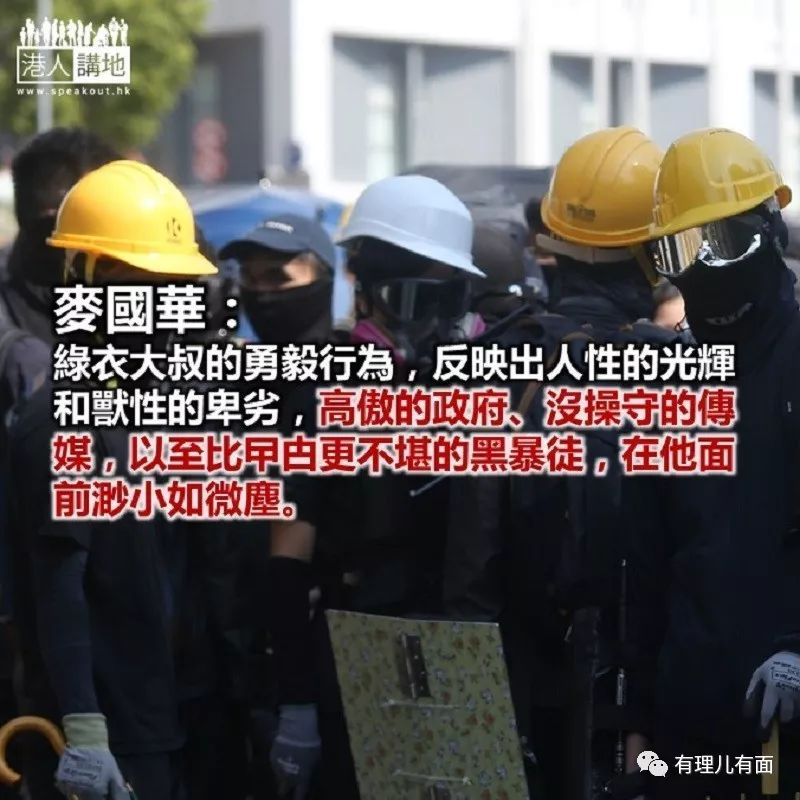 港人講地
www.speakout.hk
麥國華：
綠衣大叔的勇毅行為，反映出人性的光輝
和獸性的卑劣，高傲的政府、沒操守的傳
媒，以至比曱甴更不堪的黑暴徒，在他面
前渺小如微塵。
有理儿有面